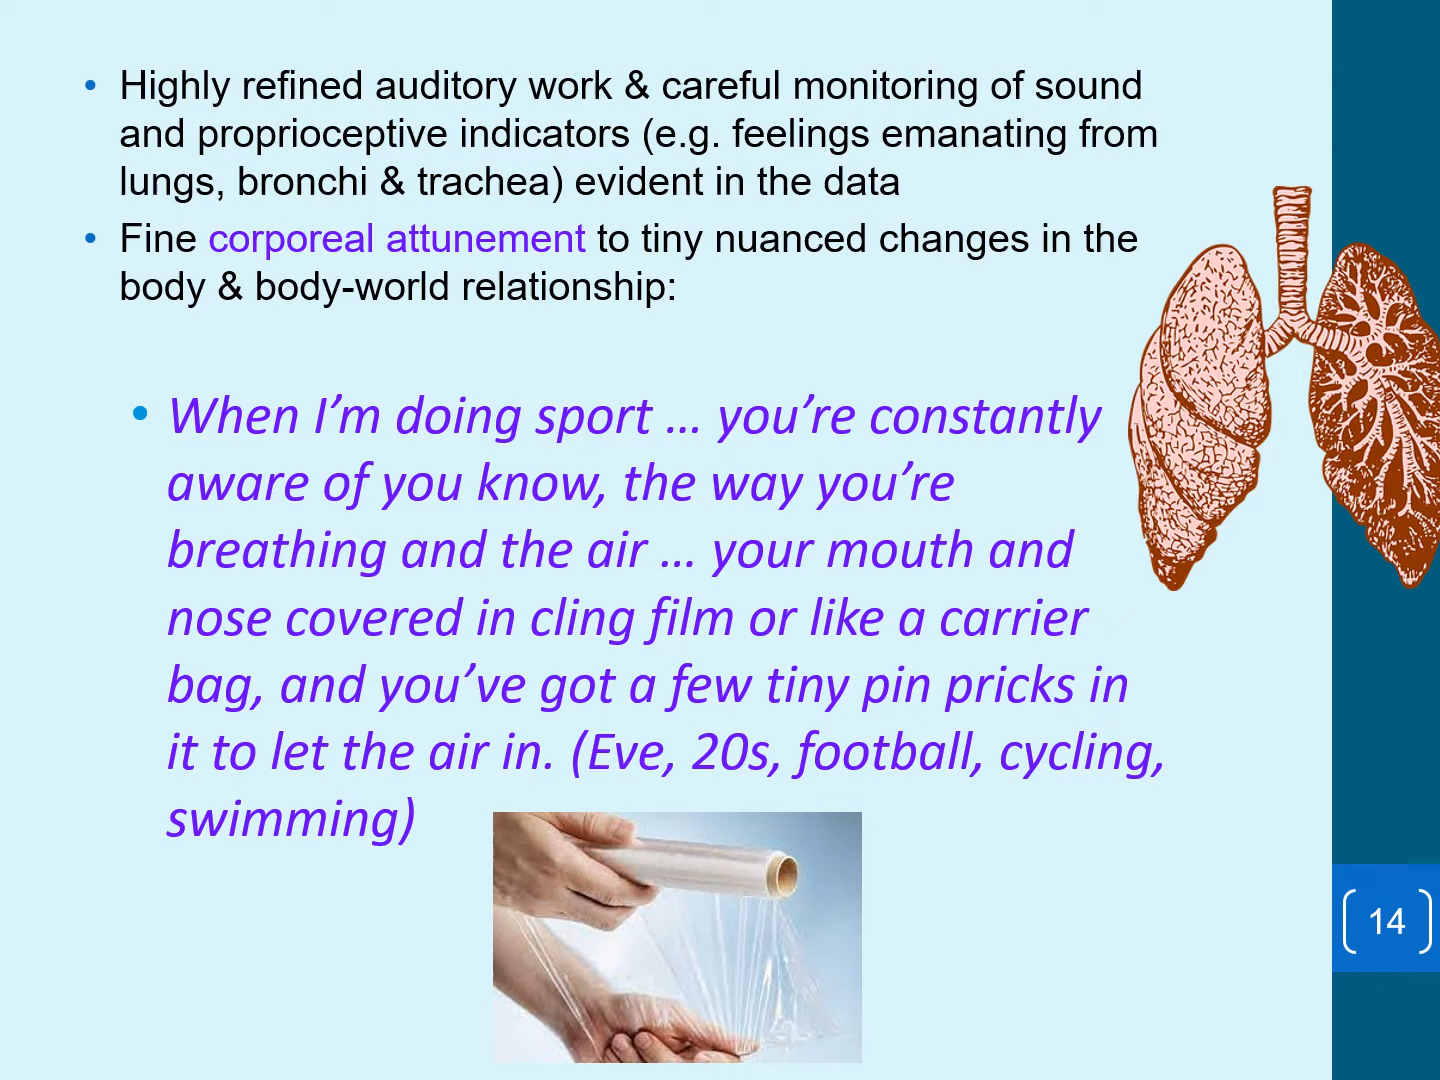 • Highly refined auditory work & careful monitoring of sound
and proprioceptive indicators (e.g. feelings emanating from
lungs, bronchi & trachea) evident in the data
• Fine corporeal attunement to tiny nuanced changes in the
body & body-world relationship:
• When I’m doing sport … you’re constantly
aware of you know, the way you’re
breathing and the air … your mouth and
nose covered in cling film or like a carrier
bag, and you’ve got a few tiny pin pricks in
it to let the air in. (Eve, 20s, football, cycling,
swimming)
14